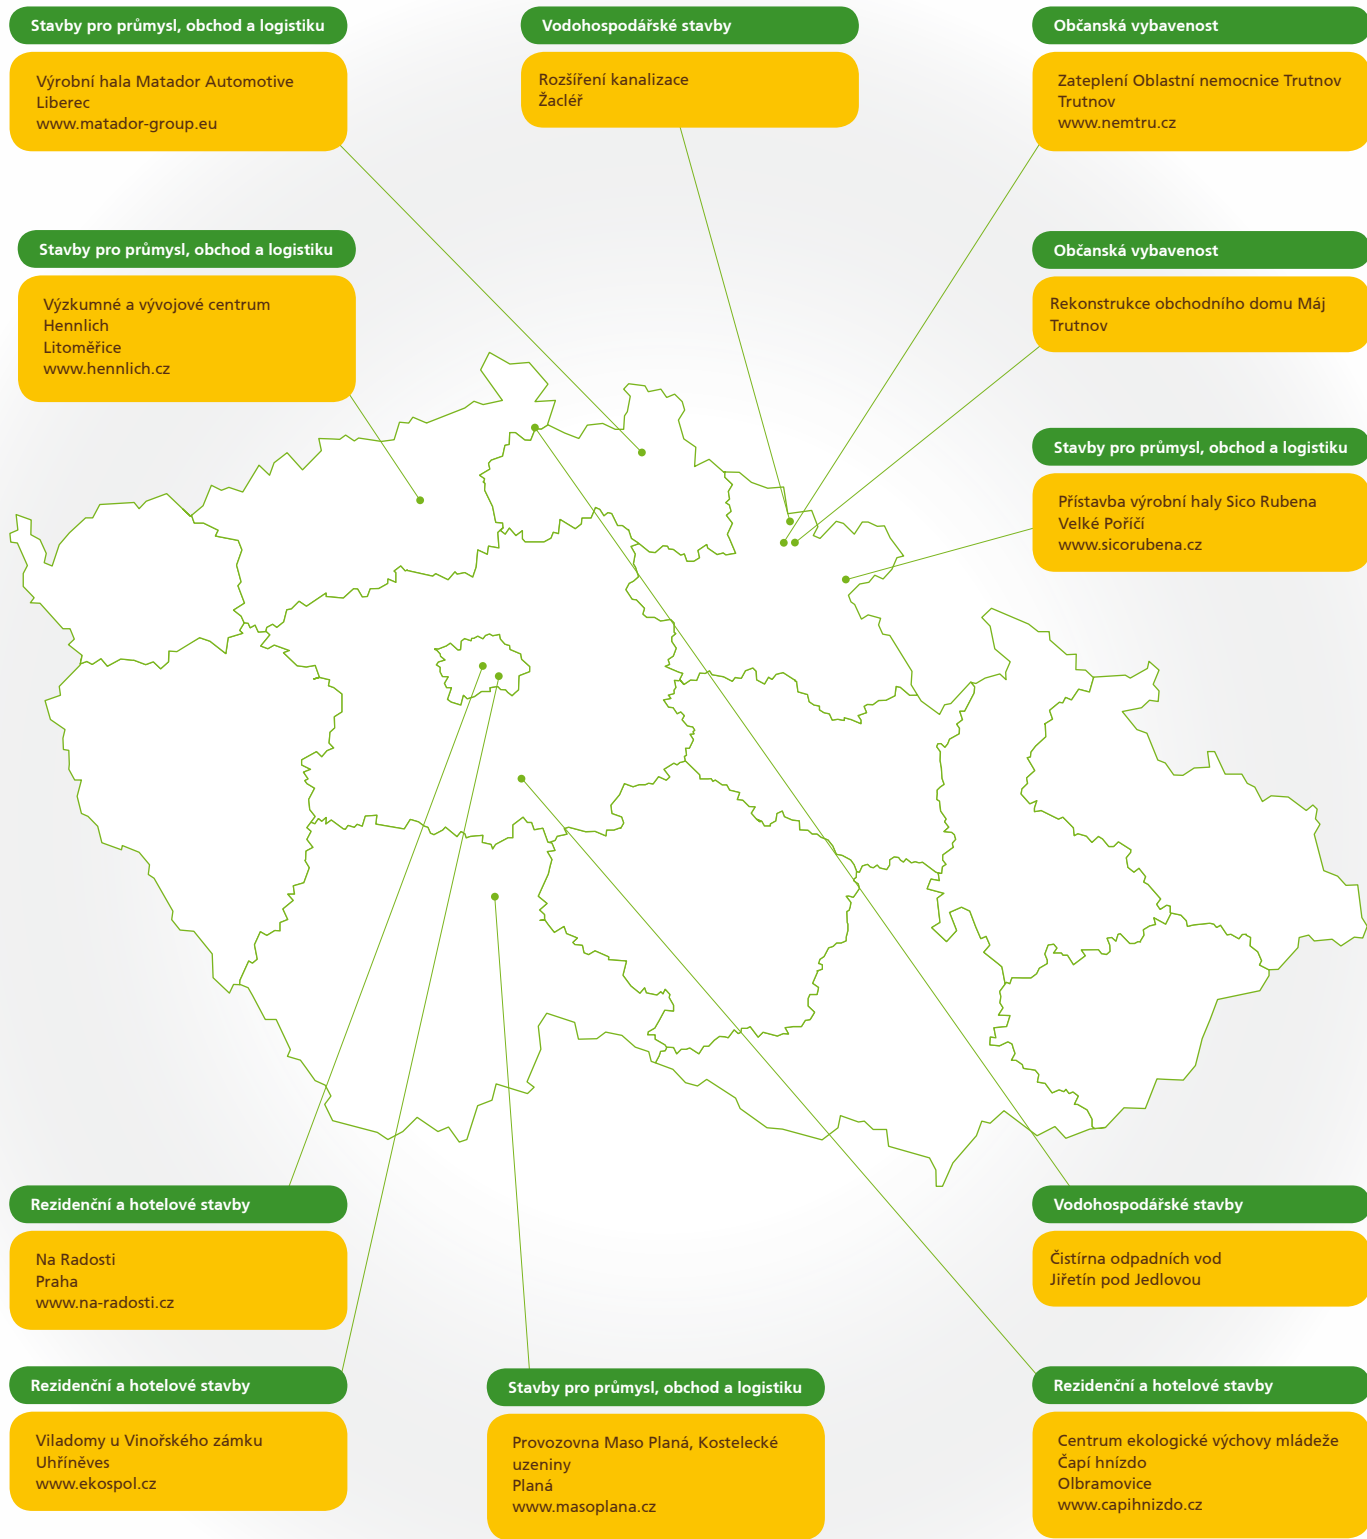 Stavby pro průmysl, obchod a logistiku
Výrobní hala Matador Automotive
Liberec
www.matador-group.eu
Vodohospodářské stavby
Rozšíření kanalizace
Žacléř
Občanská vybavenost
Zateplení Oblastní nemocnice Trutnov
Trutnov
www.nemtru.cz
Stavby pro průmysl, obchod a logistiku
Výzkumné a vývojové centrum
Hennlich
Litoměřice
www.hennlich.cz
Občanská vybavenost
Rekonstrukce obchodního domu Máj
Trutnov
Stavby pro průmysl, obchod a logistiku
Přístavba výrobní haly Sico Rubena
Velké Poříčí
www.sicorubena.cz
Rezidenční a hotelové stavby
Na Radosti
Praha
www.na-radosti.cz
Vodohospodářské stavby
Čistírna odpadních vod
Jiřetín pod Jedlovou
Rezidenční a hotelové stavby
Viladomy u Vinořského zámku
Uhříněves
www.ekospol.cz
Stavby pro průmysl, obchod a logistiku
Provozovna Maso Planá, Kostelecké
uzeniny
Planá
www.masoplana.cz
Rezidenční a hotelové stavby
Centrum ekologické výchovy mládeže
Čapí hnízdo
Olbramovice
www.capihnizdo.cz